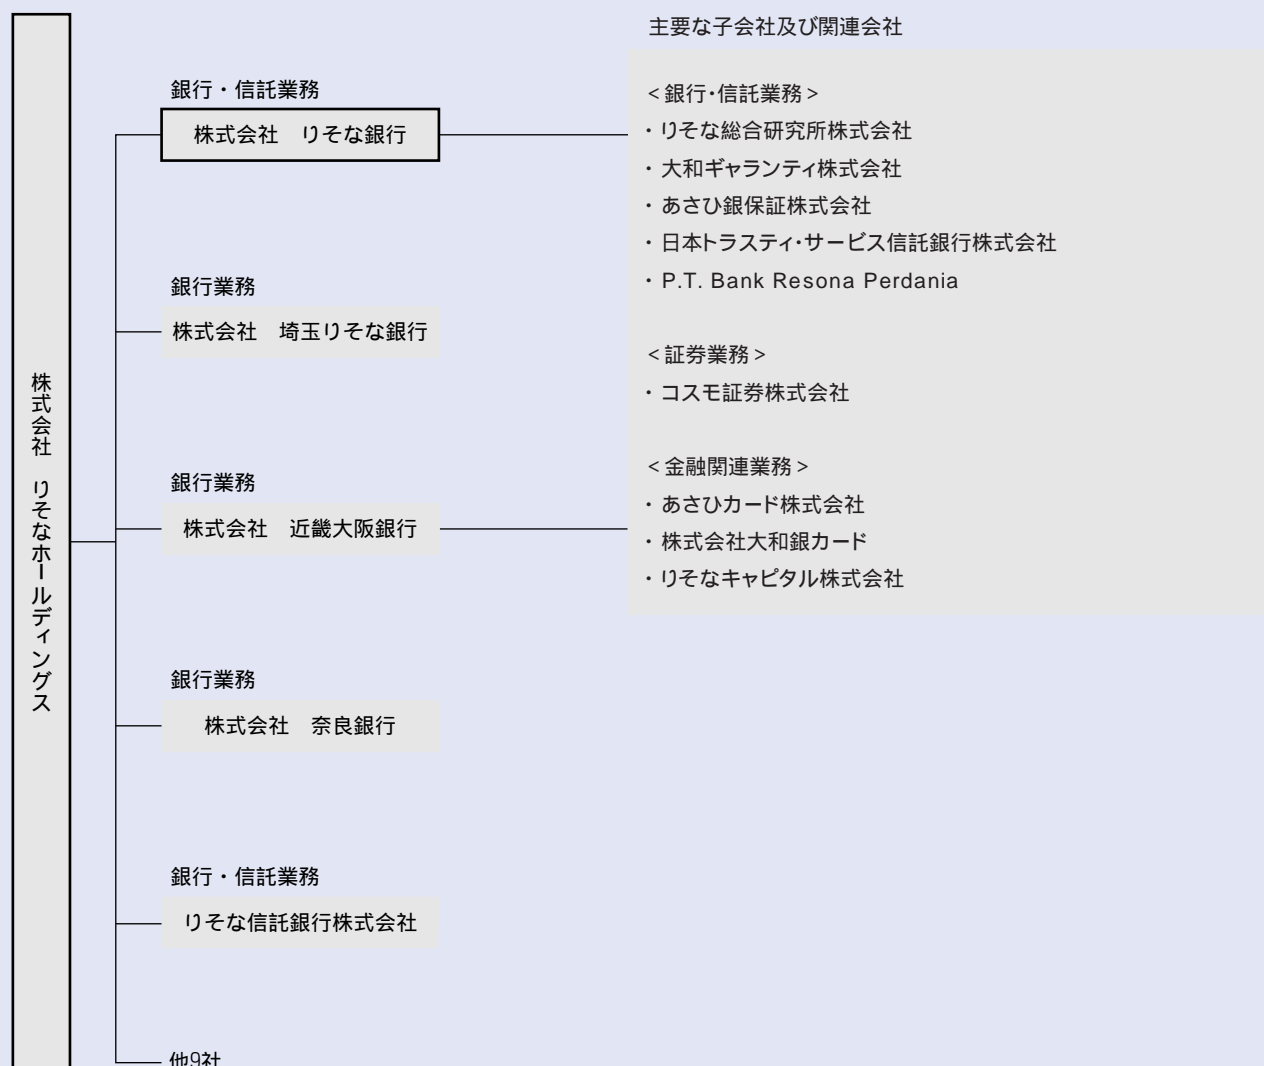 主要な子会社及び関連会社
株式会社 りそなホールディングス
銀行・信託業務
株式会社 りそな銀行
銀行業務
株式会社 埼玉りそな銀行
銀行業務
株式会社 近畿大阪銀行
銀行業務
株式会社 奈良銀行
銀行・信託業務
りそな信託銀行株式会社
他9社
<銀行・信託業務>
・りそな総合研究所株式会社
・大和ギャランティ株式会社
・あさひ銀保証株式会社
・日本トラスティ・サービス信託銀行株式会社
・P.T. Bank Resona Perdania
<証券業務>
・コスモ証券株式会社
<金融関連業務>
・あさひカード株式会社
・株式会社大和銀カード
・りそなキャピタル株式会社